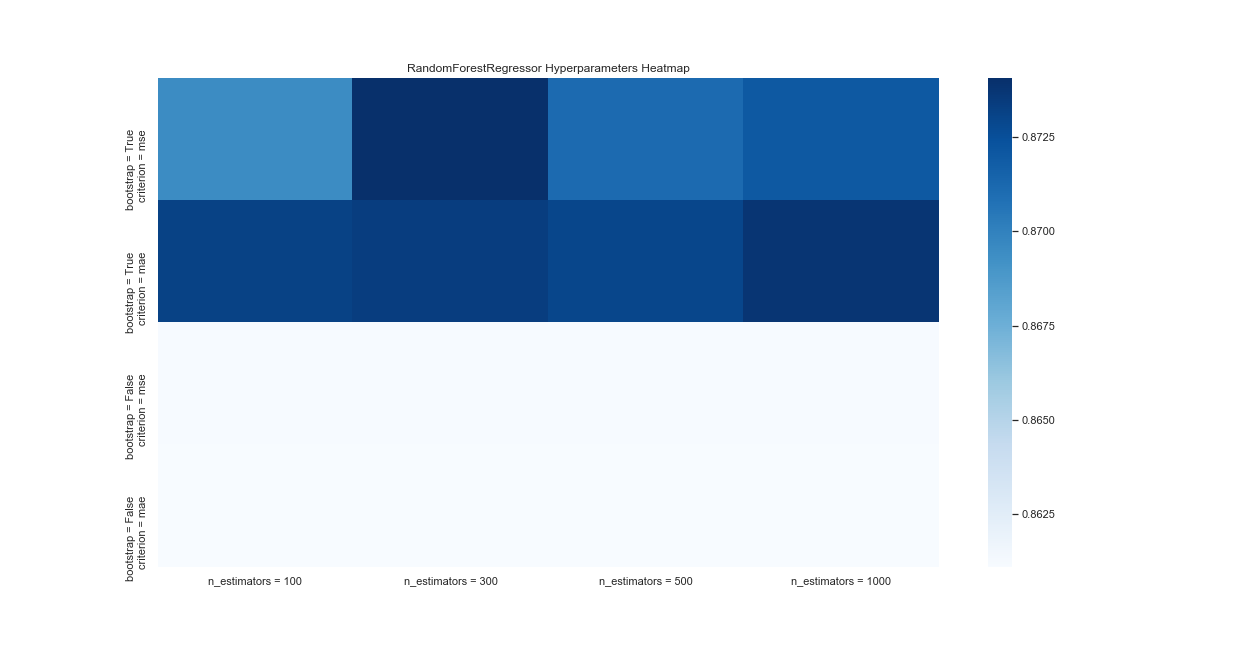 RandomForestRegressor Hyperparameters Heatmap
bootstrap = True
criterion = mse
bootstrap = True
criterion = mae
bootstrap = False
criterion = mse
bootstrap = False
criterion = mae
n_estimators = 100
n_estimators = 300
n_estimators = 500
n_estimators = 1000
0.8725
0.8700
0.8675
0.8650
0.8625